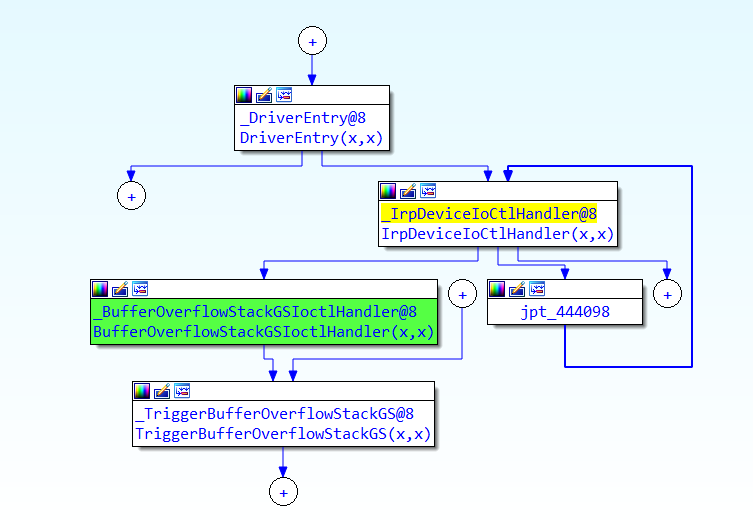 +
_DriverEntry@8
DriverEntry(x,x)
+
_IrpDeviceIoCtlHandler@8
IrpDeviceIoCtlHandler(x,x)
_BufferOverflowStackGSIoctlHandler@8
BufferOverflowStackGSIoctlHandler(x,x)
+
jpt_444098
+
_TriggerBufferOverflowStackGS@8
TriggerBufferOverflowStackGS(x,x)
+